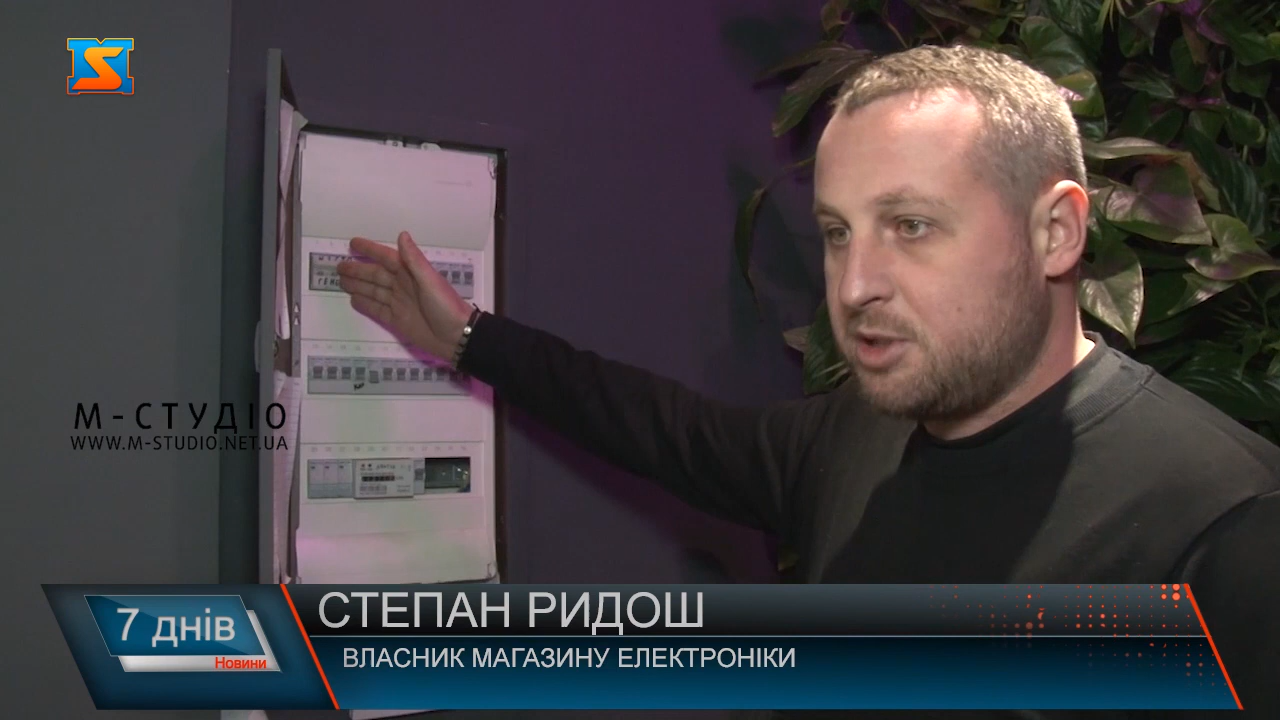 М-СТУДІО
WWW.M-STUDIO.NET.UA
СТЕПАН РИДОШ
7 днів
Новини
ВЛАСНИК МАГАЗИНУ ЕЛЕКТРОНІКИ